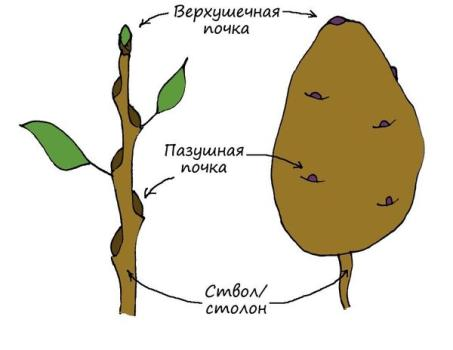 Верхушечная
почка
Пазушная
почка
Ствол/
столон